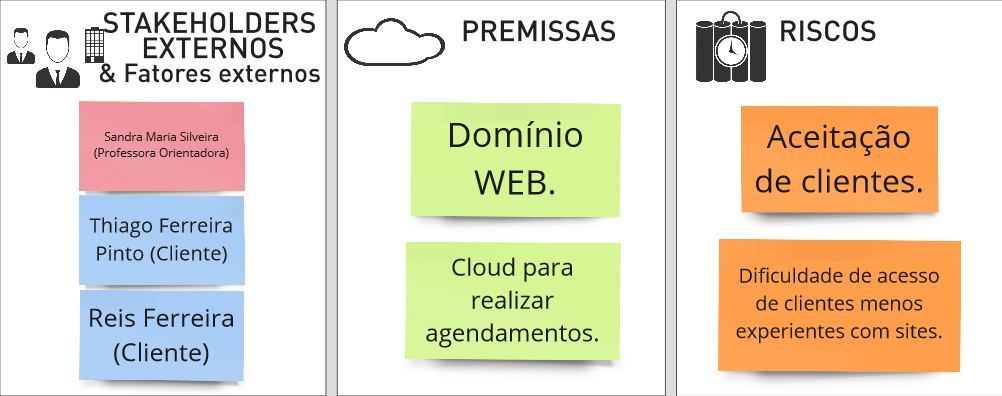 STAKEHOLDERS
EXTERNOS
& Fatores externos
Sandra Maria Silveira
(Professora Orientadora)
Thiago Ferreira
Pinto (Cliente)
Reis Ferreira
(Cliente)
PREMISSAS
Domínio
WEB.
Cloud para
realizar
agendamentos.
RISCOS
Aceitação
de clientes.
Dificuldade de acesso
de clientes menos
experientes com sites.